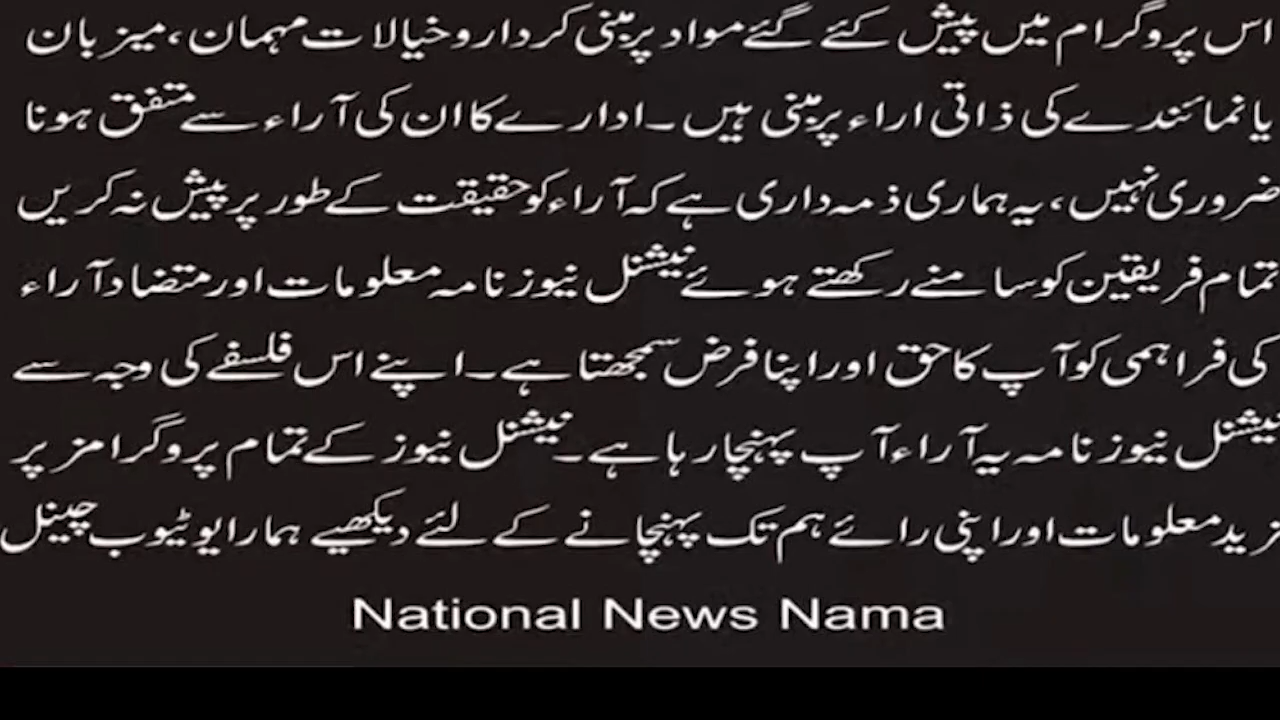 اس پروگرام میں پیش کئے گئے مواد پر مبنی کردار و خیالات مہمان، میزبان
یا نمائندے کی ذاتی اراء پر مبنی ہیں۔ ادارے کا ان کی آراء سے متفق ہونا
ضروری نہیں، یہ ہماری ذمہ داری ہے کہ آراء کو حقیقت کے طور پر پیش نہ کریں
تمام فریقین کو سامنے رکھتے ہوئے نیشنل نیوز نامہ معلومات اور متضاد آراء
کی فراہمی کو آپ کا حق اور اپنا فرض سمجھتا ہے۔ اپنے اس فلسفے کی وجہ سے
نیشنل نیوز نامہ یہ آراء آپ پہنچا رہا ہے۔ نیشنل نیوز کے تمام پروگرامز پر
زید معلومات اور اپنی رائے ہم تک پہنچانے کے لئے دیکھیے ہمارا یوٹیوب چینل
National News Nama